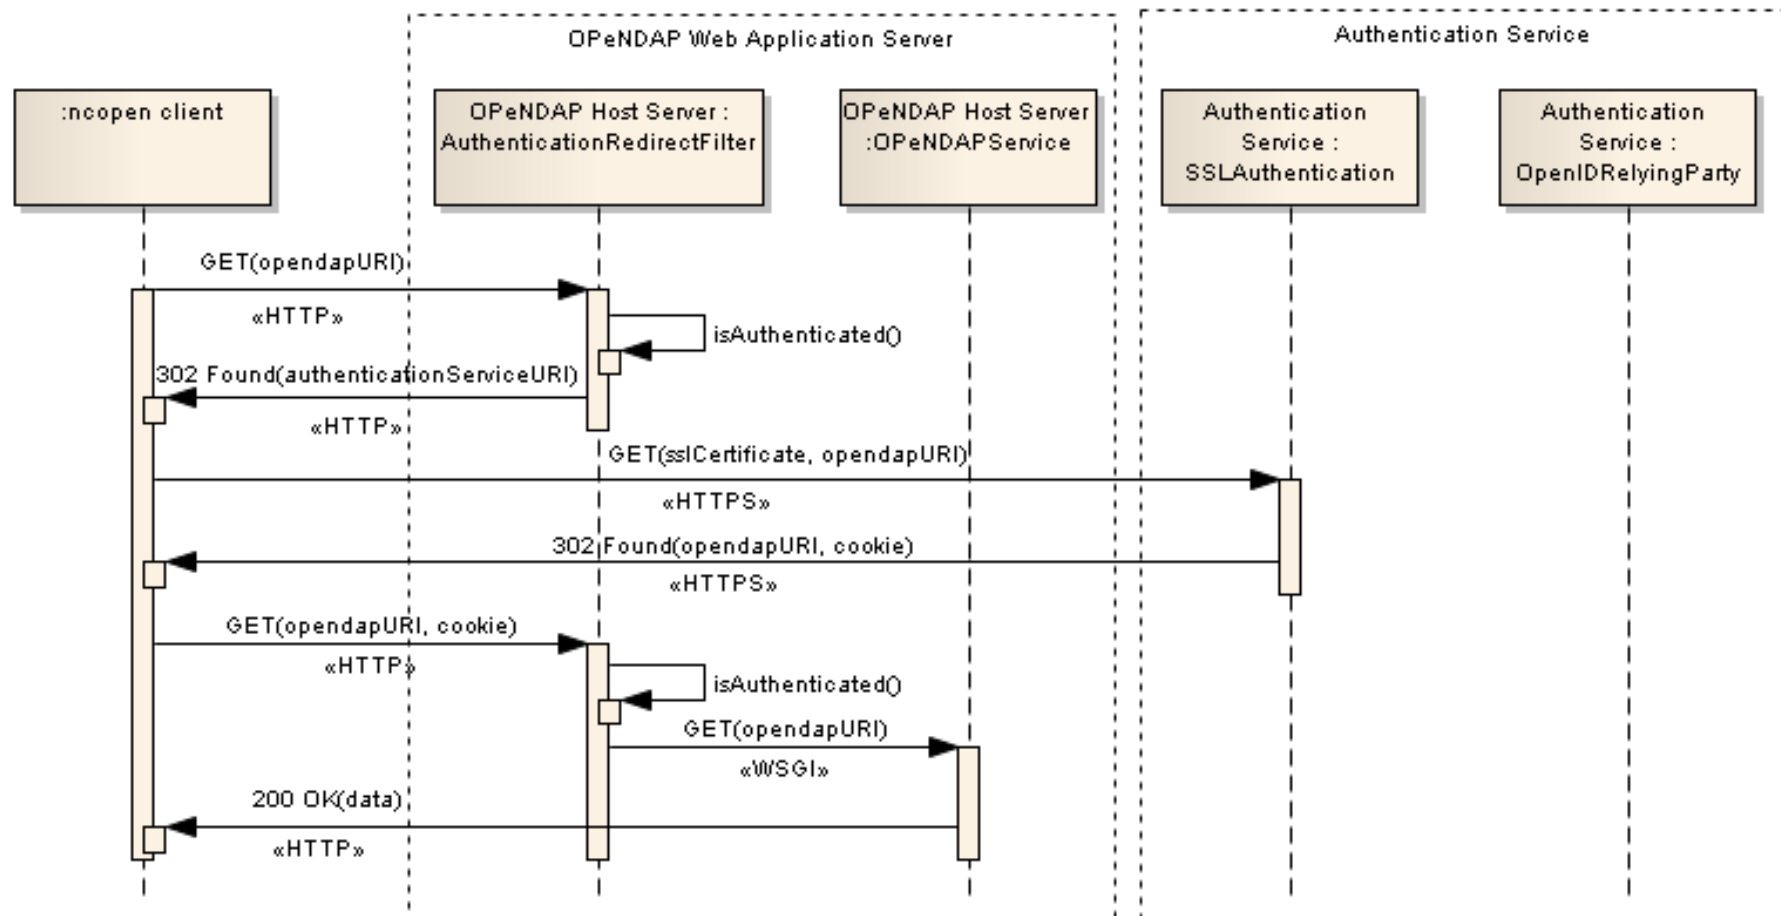 OPeNDAP Web Application Server
Authentication Service
:ncopen client
OPeNDAP Host Server :
AuthenticationRedirectFilter
OPeNDAP Host Server
:OPeNDAPService
Authentication
Service :
SSLAuthentication
Authentication
Service :
OpenIDRelyingParty
GET(opendapURI)
«HTTP»
isAuthenticated()
302 Found(authenticationServiceURI)
«HTTP»
GET(sslCertificate, opendapURI)
«HTTPS»
302 Found(opendapURI, cookie)
«HTTPS»
GET(opendapURI, cookie)
«HTTP»
isAuthenticated()
GET(opendapURI)
«WSGI»
200 OK(data)
«HTTP»